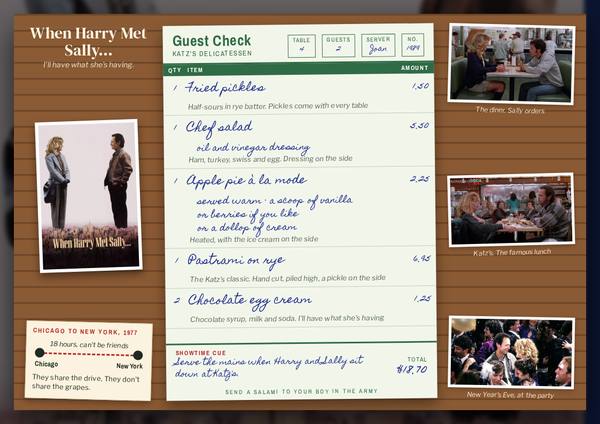 When Harry Met
Sally...
I'll have what she's having.
When Harry Met Sally...
CHICAGO TO NEW YORK, 1977
18 hours, can't be friends
Chicago New York
They share the drive. They don't
share the grapes.
Guest Check
KATZ'S DELICATESSEN
TABLE
4
GUESTS
2
SERVER
Joan
NO.
1989
QTY ITEM AMOUNT
1 Fried pickles 1,50
Half-sours in rye batter. Pickles come with every table
1 Chef salad 5,50
oil and vinegar dressing
Ham, turkey, swiss and egg. Dressing on the side
1 Apple pie à la mode 2,25
served warm · a scoop of vanilla
or berries if you like
or a dollop of cream
Heated, with the ice cream on the side
1 Pastrami on rye 6,95
The Katz's classic. Hand cut, piled high, a pickle on the side
2 Chocolate egg cream 1,25
Chocolate syrup, milk and soda. I'll have what she's having
SHOWTIME CUE
Serve the mains when Harry and Sally sit
down at Katz's.
TOTAL
$18,70
SEND A SALAMI TO YOUR BOY IN THE ARMY
The diner. Sally orders.
Katz's. The famous lunch
New Year's Eve, at the party